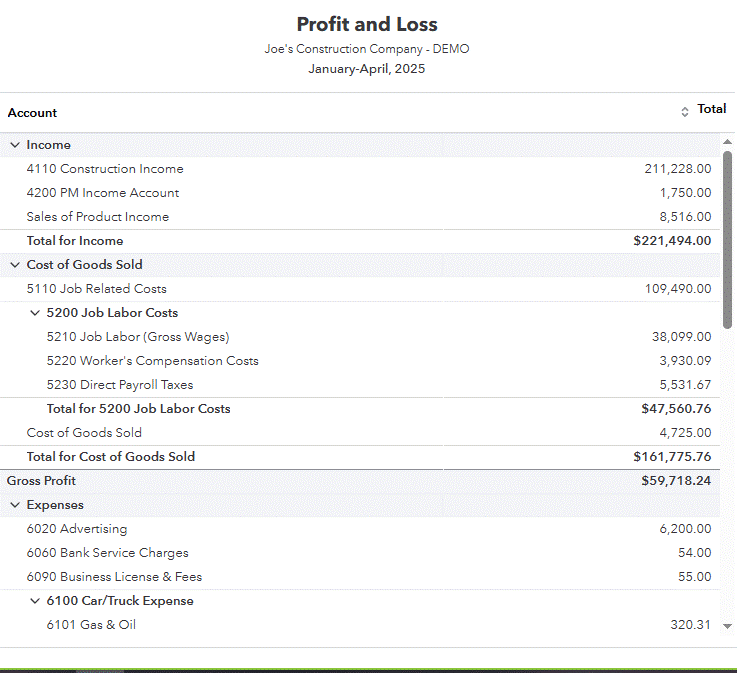 Profit and Loss
Joe's Construction Company - DEMO
January-April, 2025
Account Total
Income
4110 Construction Income 211,228.00
4200 PM Income Account 1,750.00
Sales of Product Income 8,516.00
Total for Income $221,494.00
Cost of Goods Sold
5110 Job Related Costs 109,490.00
5200 Job Labor Costs
5210 Job Labor (Gross Wages) 38,099.00
5220 Worker's Compensation Costs 3,930.09
5230 Direct Payroll Taxes 5,531.67
Total for 5200 Job Labor Costs $47,560.76
Cost of Goods Sold 4,725.00
Total for Cost of Goods Sold $161,775.76
Gross Profit $59,718.24
Expenses
6020 Advertising 6,200.00
6060 Bank Service Charges 54.00
6090 Business License & Fees 55.00
6100 Car/Truck Expense
6101 Gas & Oil 320.31